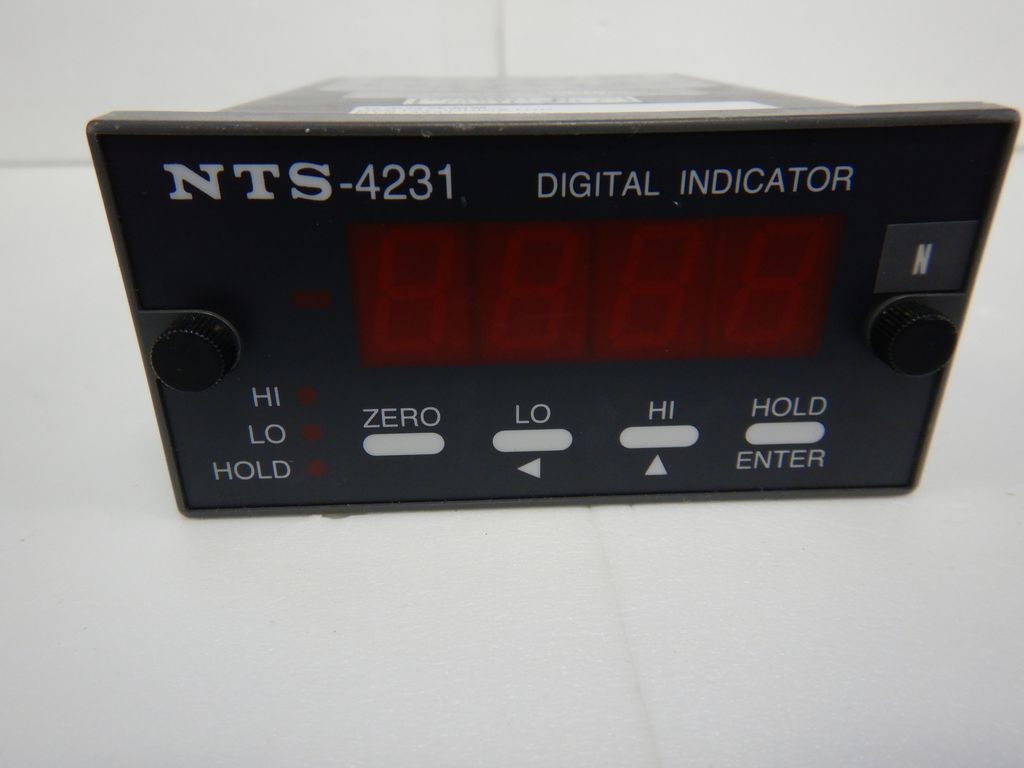 NTS-4231 DIGITAL INDICATOR
N
HI
LO
HOLD
ZERO
LO
HI
HOLD
ENTER